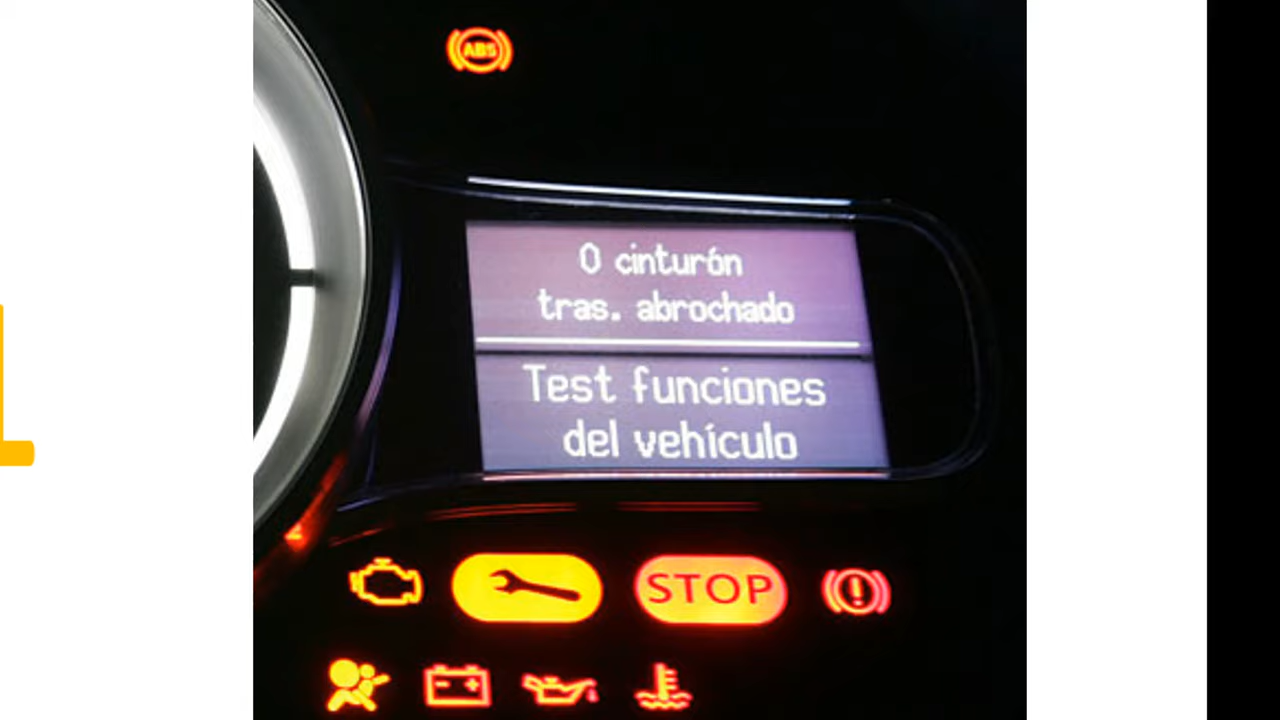 ABS
0 cinturón
tras. abrochado
Test funciones
del vehículo
STOP